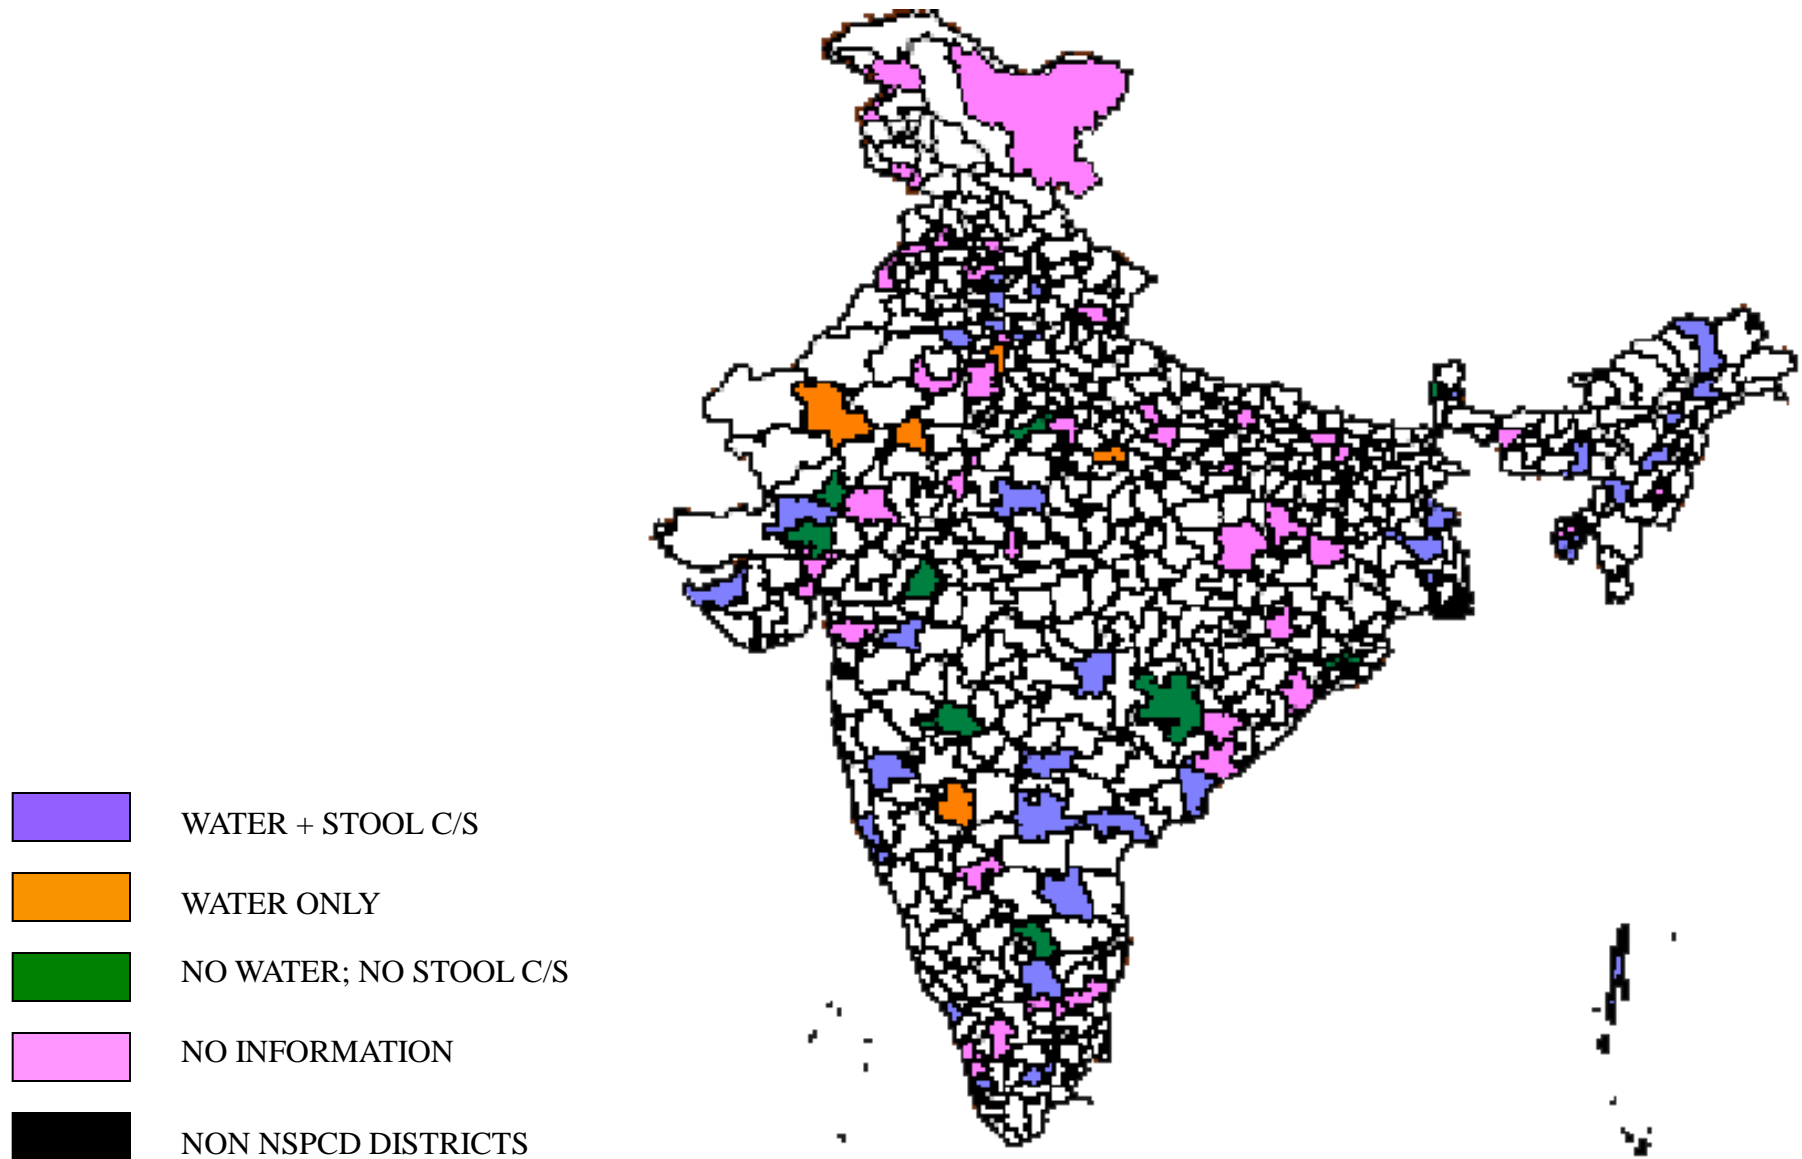 WATER + STOOL C/S
WATER ONLY
NO WATER; NO STOOL C/S
NO INFORMATION
NON NSPCD DISTRICTS